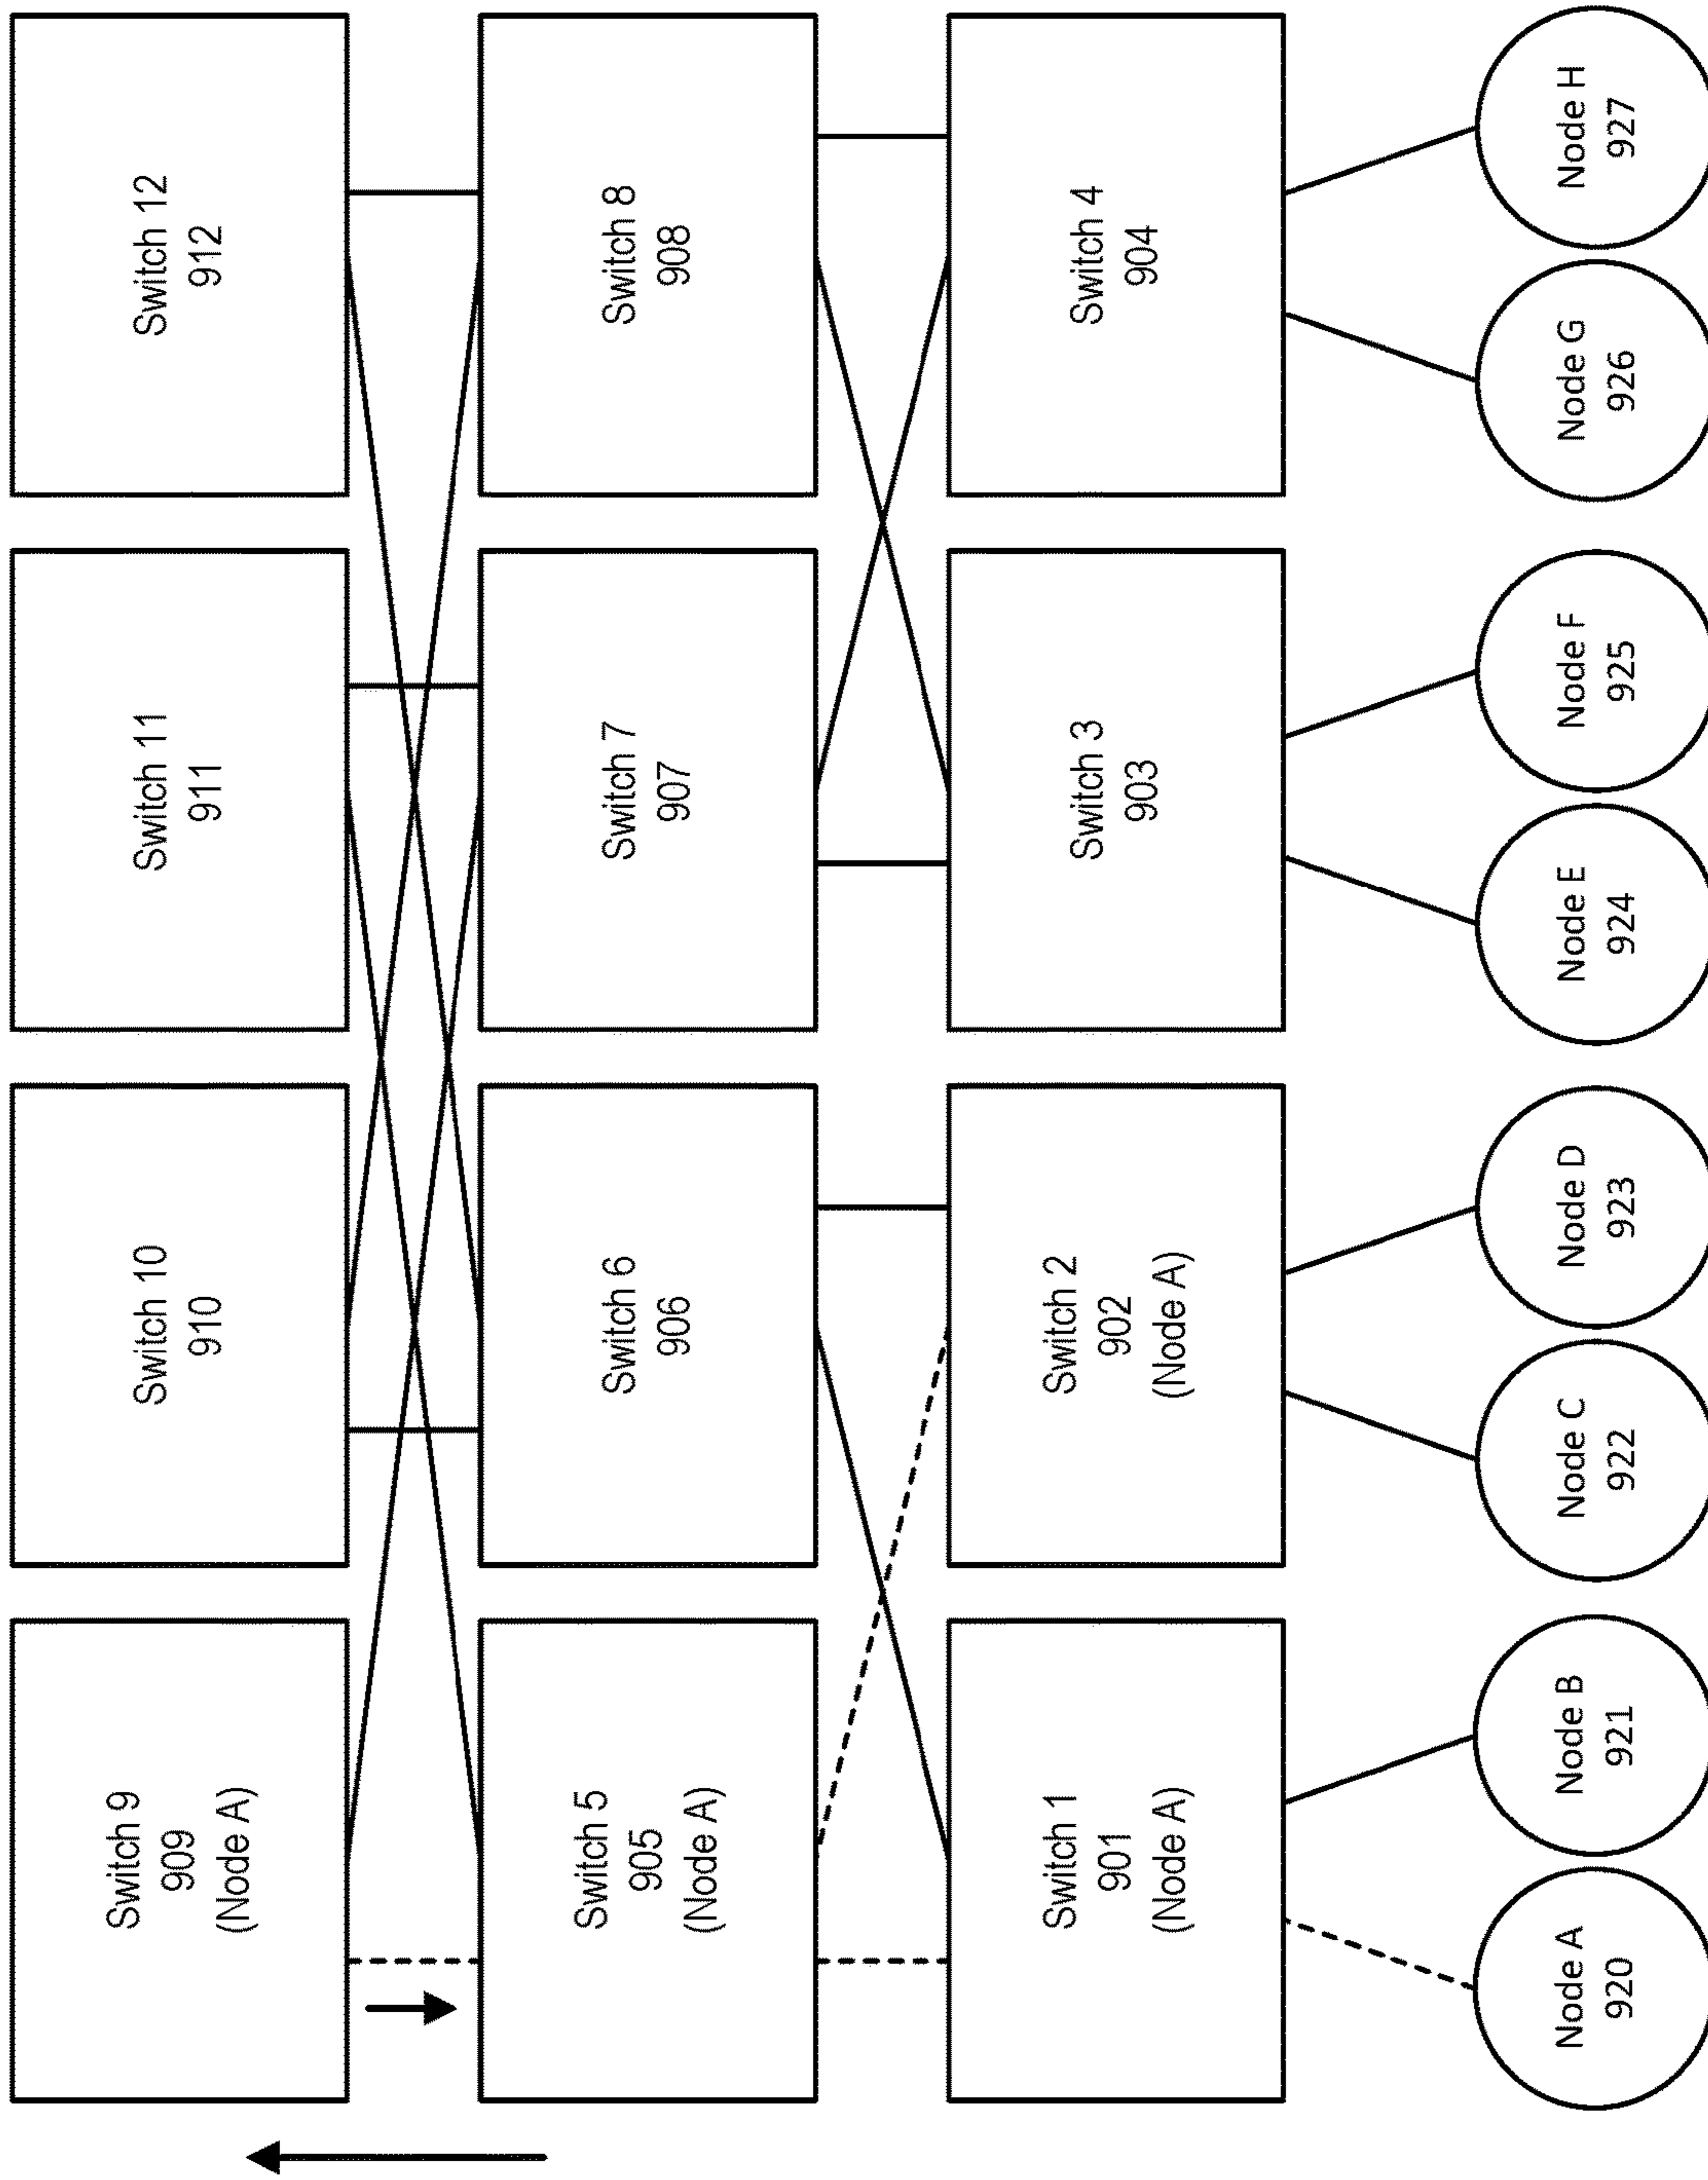 Switch 9
909
(Node A)
Switch 10
910
Switch 11
911
Switch 12
912
Switch 5
905
(Node A)
Switch 6
906
Switch 7
907
Switch 8
908
Switch 1
901
(Node A)
Switch 2
902
(Node A)
Switch 3
903
Switch 4
904
Node A
920
Node B
921
Node C
922
Node D
923
Node E
924
Node F
925
Node G
926
Node H
927